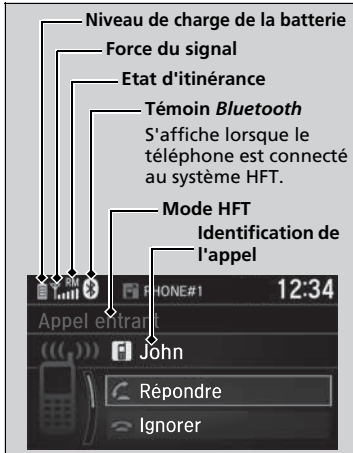 Niveau de charge de la batterie
Force du signal
Etat d'itinérance
Témoin Bluetooth
S'affiche lorsque le
téléphone est connecté
au système HFT.
Mode HFT
Identification de
l'appel
RM
PHONE#1
12:34
Appel entrant
John
Répondre
Ignorer